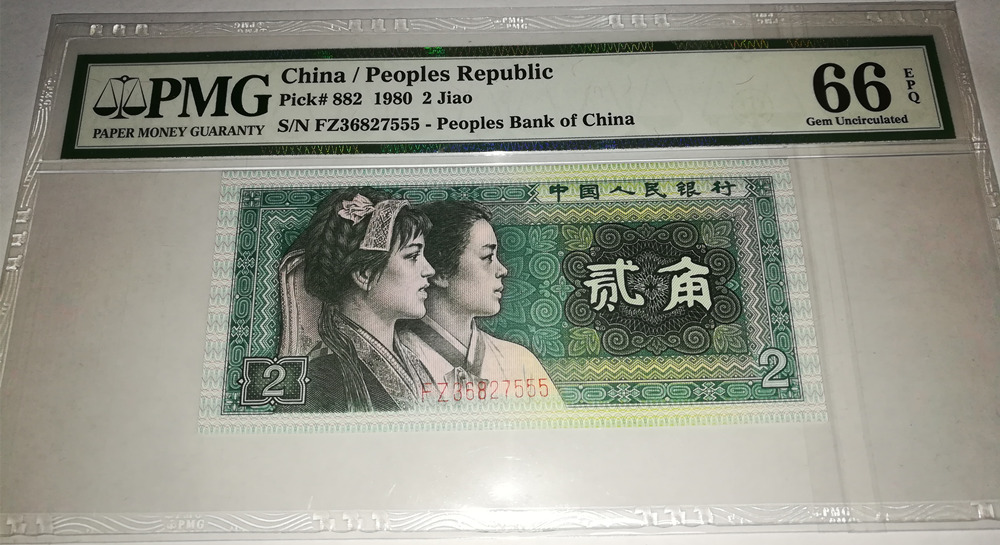 PMG
PAPER MONEY GUARANTY
China / Peoples Republic
Pick# 882 1980 2 Jiao
S/N FZ36827555 - Peoples Bank of China
66 EPQ
Gem Uncirculated
中国人民银行
贰角
2
2
FZ36827555
PMG